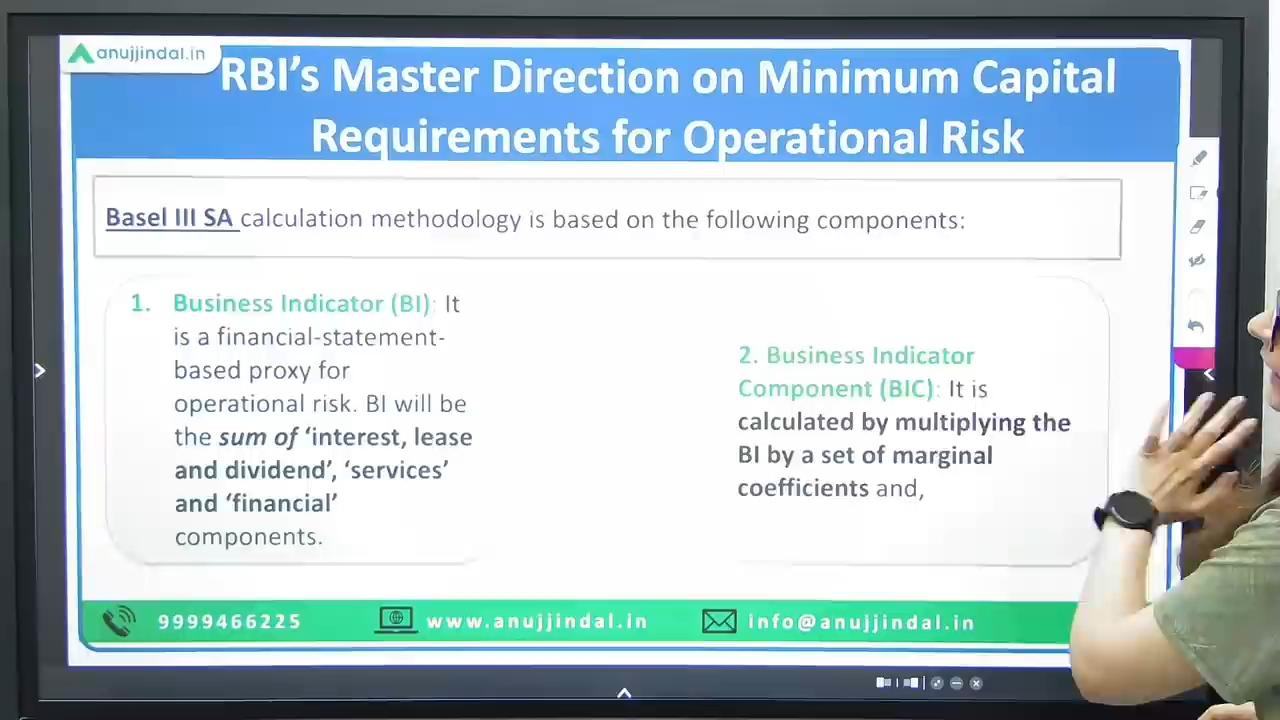 anujjindal.in
RBI's Master Direction on Minimum Capital
Requirements for Operational Risk
Basel III SA calculation methodology is based on the following components:
1. Business Indicator (BI): It
is a financial-statement-
based proxy for
operational risk. BI will be
the sum of 'interest, lease
and dividend', 'services'
and 'financial'
components.
2. Business Indicator
Component (BIC): It is
calculated by multiplying the
BI by a set of marginal
coefficients and,
9999466225
www.anujjindal.in
info@anujjindal.in